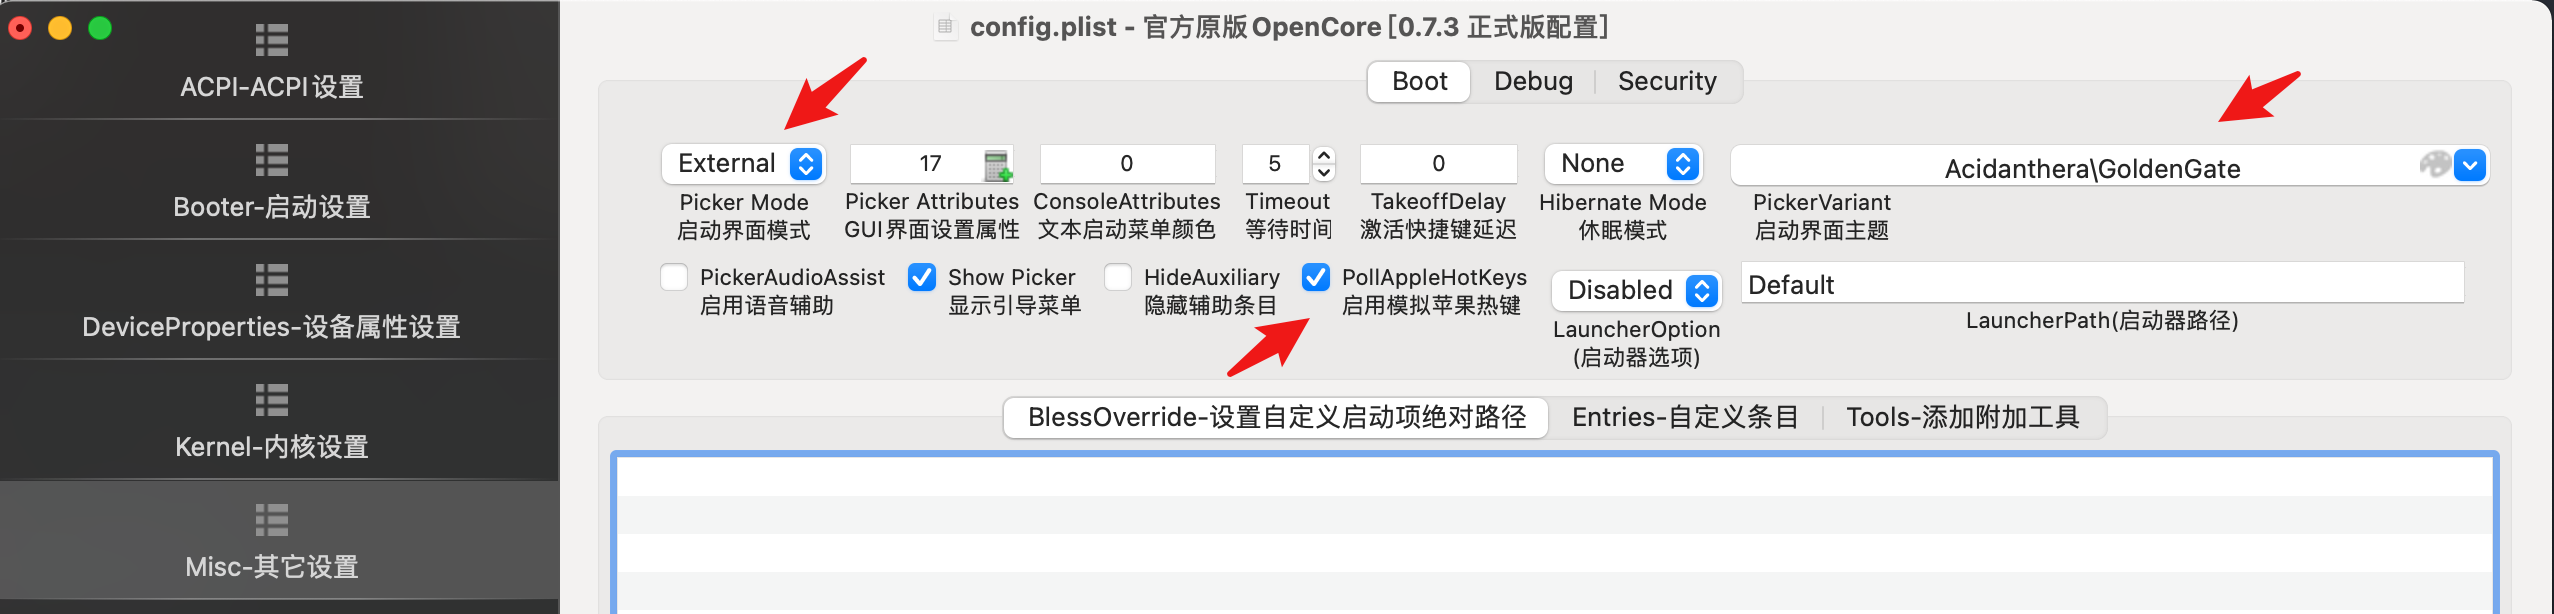 config.plist - 官方原版OpenCore[0.7.3 正式版配置]
ACPI-ACPI设置
Booter-启动设置
DeviceProperties-设备属性设置
Kernel-内核设置
Misc-其它设置
Boot Debug Security
External 17 0 5 0 None Acidanthera\GoldenGate
Picker Mode Picker Attributes ConsoleAttributes Timeout TakeoffDelay Hibernate Mode PickerVariant
启动界面模式 GUI界面设置属性 文本启动菜单颜色 等待时间 激活快捷键延迟 休眠模式 启动界面主题
PickerAudioAssist Show Picker HideAuxiliary PollAppleHotKeys Disabled Default
启用语音辅助 显示引导菜单 隐藏辅助条目 启用模拟苹果热键
LauncherOption LauncherPath(启动器路径)
(启动器选项)
BlessOverride-设置自定义启动项绝对路径 Entries-自定义条目 Tools-添加附加工具